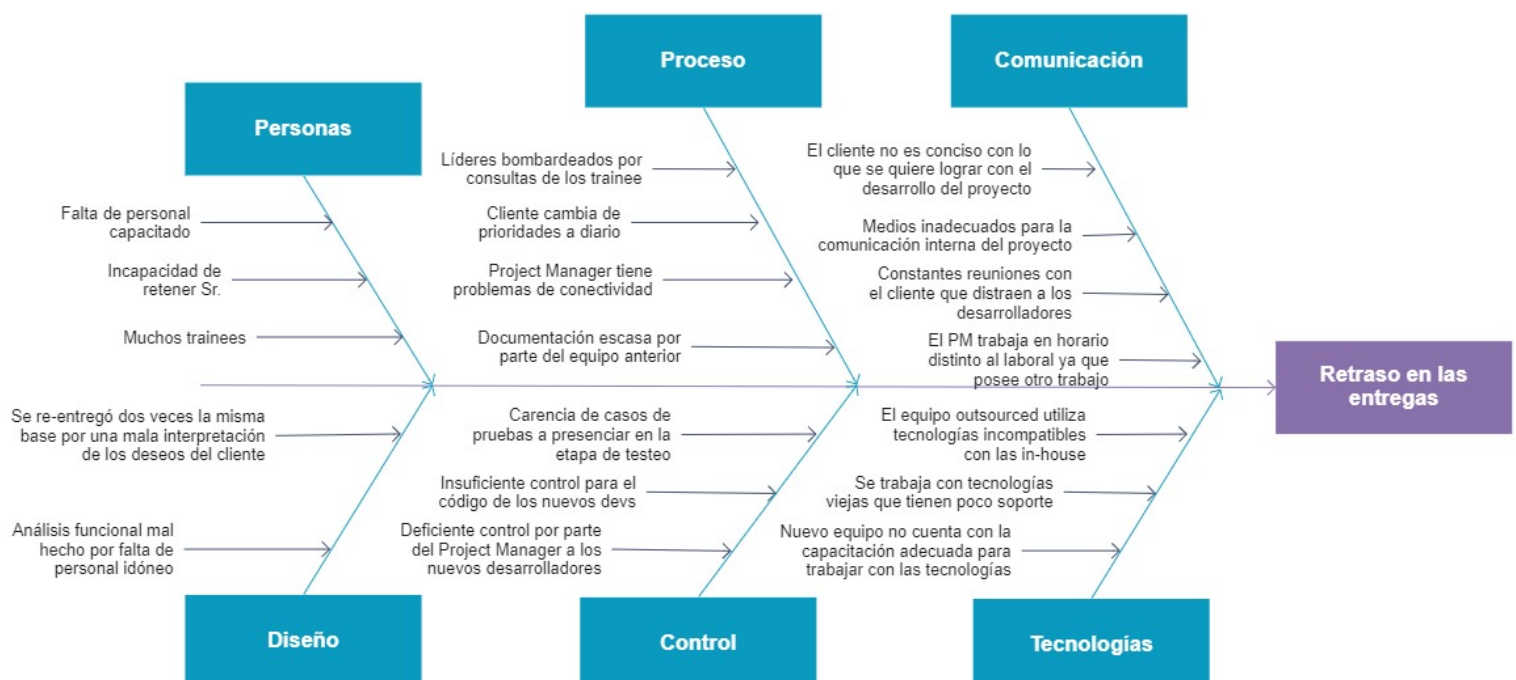 Proceso
Comunicación
Personas
Líderes bombardeados por
consultas de los trainee
El cliente no es conciso con lo
que se quiere lograr con el
desarrollo del proyecto
Falta de personal
capacitado
Cliente cambia de
prioridades a diario
Medios inadecuados para la
comunicación interna del proyecto
Incapacidad de
retener Sr.
Project Manager tiene
problemas de conectividad
Constantes reuniones con
el cliente que distraen a los
desarrolladores
Muchos trainees
Documentación escasa por
parte del equipo anterior
El PM trabaja en horario
distinto al laboral ya que
posee otro trabajo
Retraso en las
entregas
Se re-entregó dos veces la misma
base por una mala interpretación
de los deseos del cliente
Carencia de casos de
pruebas a presenciar en la
etapa de testeo
El equipo outsourced utiliza
tecnologías incompatibles
con las in-house
Insuficiente control para el
código de los nuevos devs
Se trabaja con tecnologías
viejas que tienen poco soporte
Análisis funcional mal
hecho por falta de
personal idóneo
Deficiente control por parte
del Project Manager a los
nuevos desarrolladores
Nuevo equipo no cuenta con la
capacitación adecuada para
trabajar con las tecnologías
Diseño
Control
Tecnologías